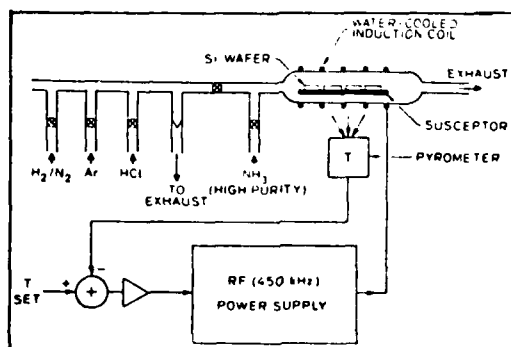 WATER-COOLED
INDUCTION COIL
Si WAFER
EXHAUST
SUSCEPTOR
PYROMETER
T
H2/N2
Ar
HCl
TO
EXHAUST
NH3
(HIGH PURITY)
T
SET
+
−
+
RF (450 kHz)
POWER SUPPLY